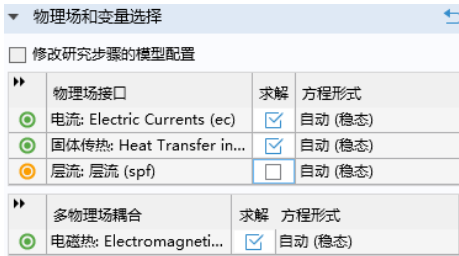 物理场和变量选择
修改研究步骤的模型配置
物理场接口 求解 方程形式
电流: Electric Currents (ec) 自动 (稳态)
固体传热: Heat Transfer in... 自动 (稳态)
层流: 层流 (spf) 自动 (稳态)
多物理场耦合 求解 方程形式
电磁热: Electromagneti... 自动 (稳态)